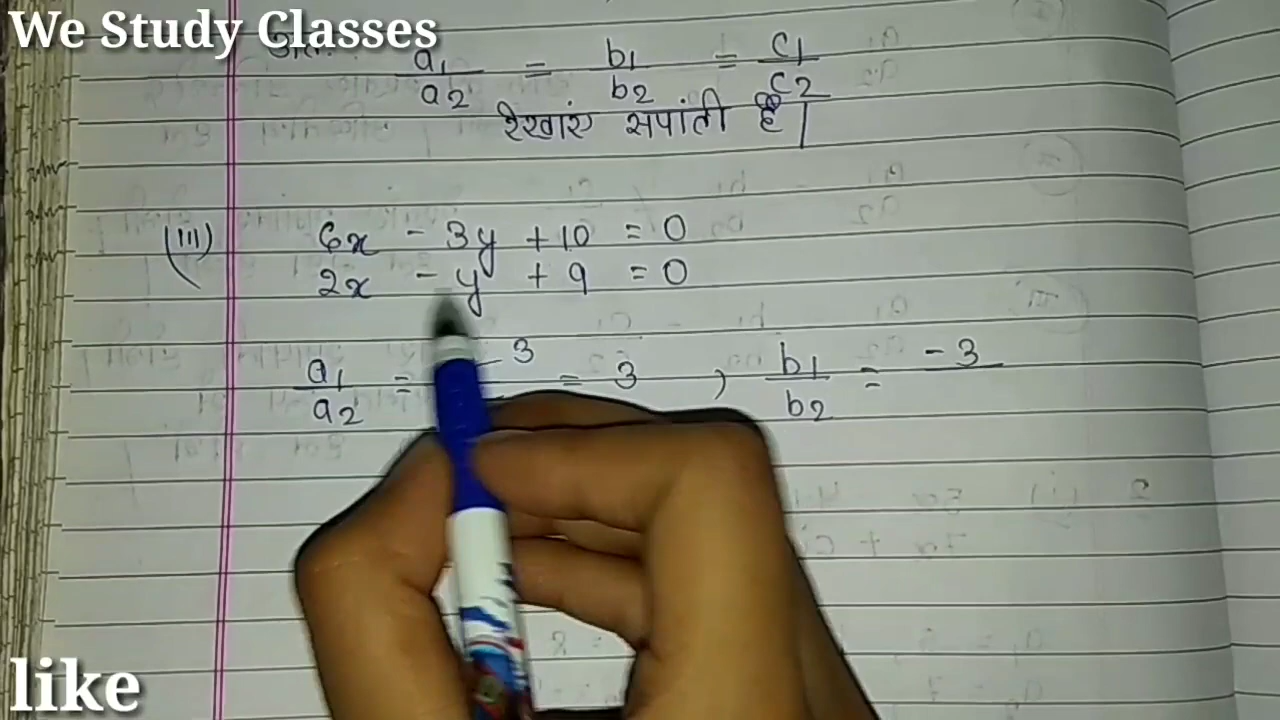 We Study Classes
a1/a2 = b1/b2 = c1/c2
रेखाएं सपांती है |
(III) 6x - 3y + 10 = 0
2x - y + 9 = 0
a1/a2 = 3 = 3 , b1/b2 = -3
like